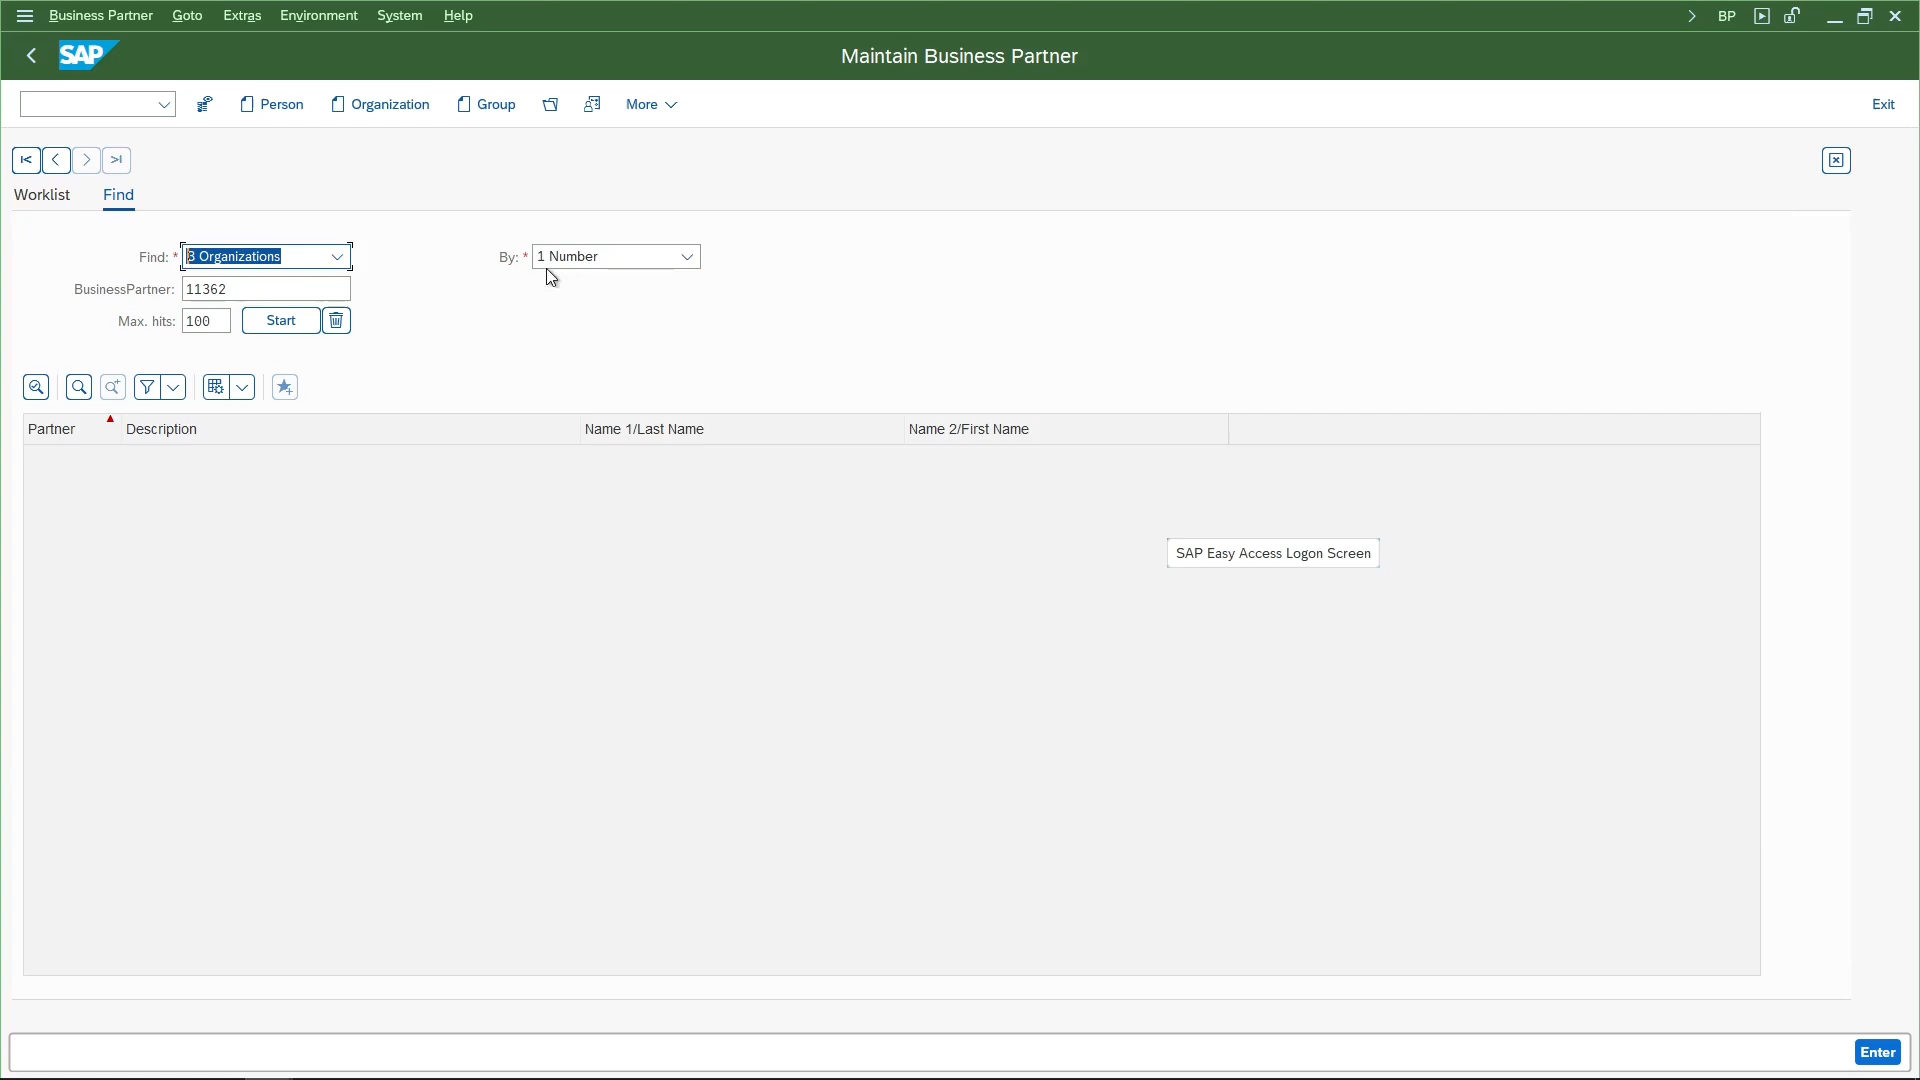 Business Partner Goto Extras Environment System Help BP
SAP Maintain Business Partner
Person Organization Group More Exit
Worklist Find
Find: * 3 Organizations By: * 1 Number
BusinessPartner: 11362
Max. hits: 100 Start
Partner Description Name 1/Last Name Name 2/First Name
SAP Easy Access Logon Screen
Enter